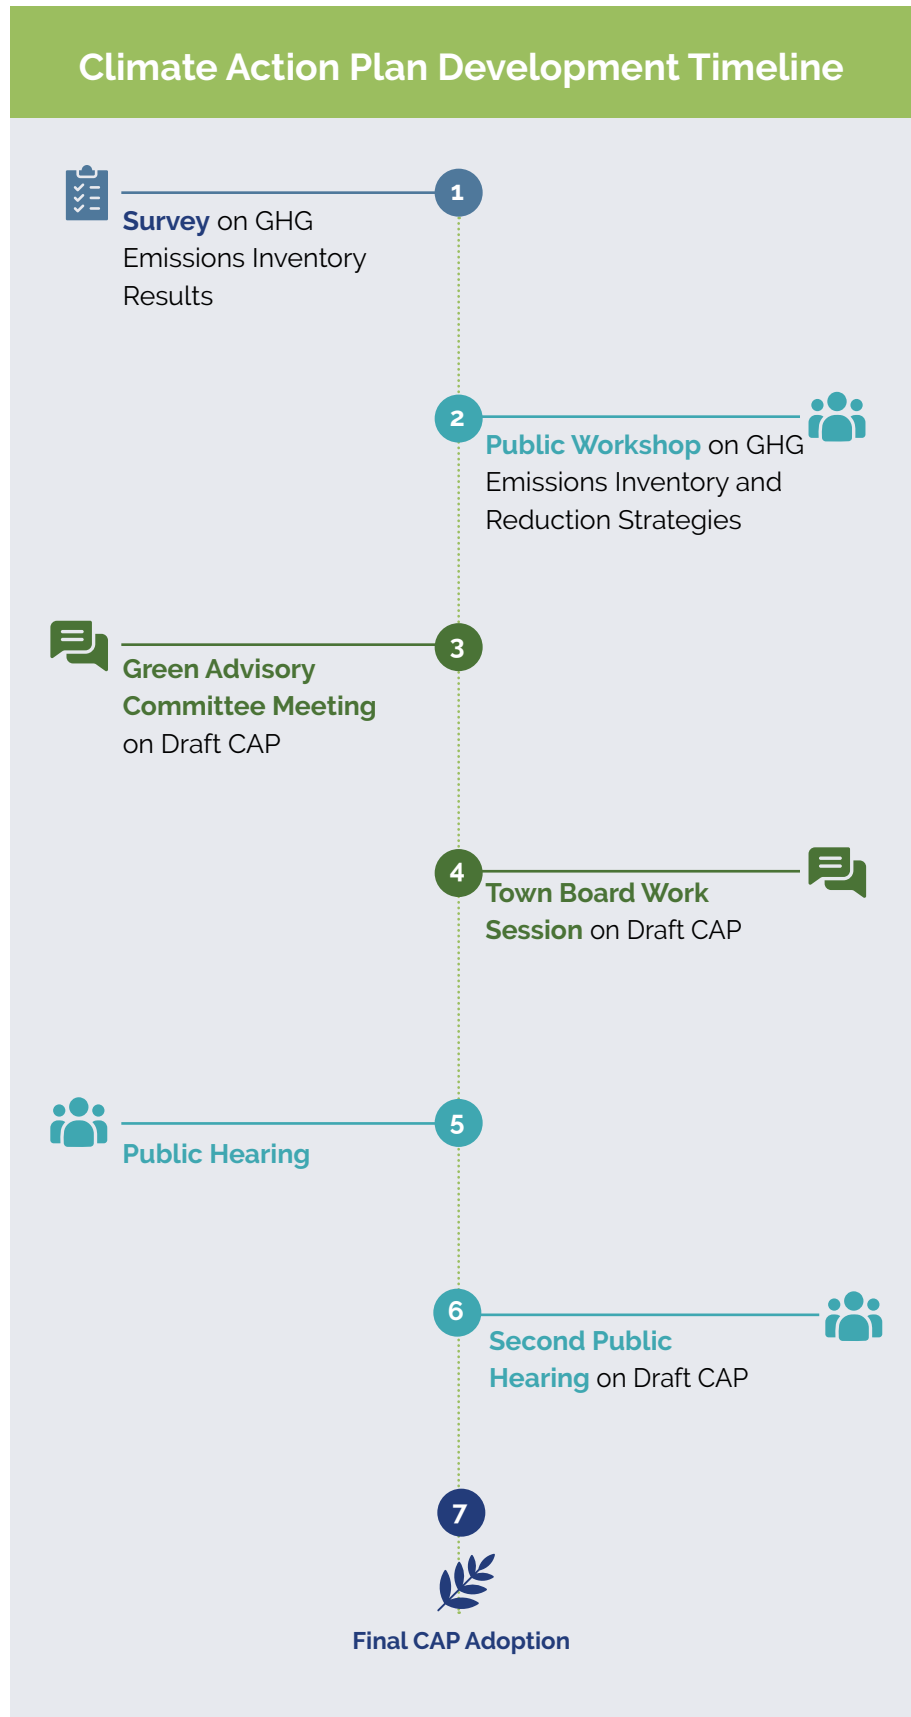 Climate Action Plan Development Timeline
1
Survey on GHG
Emissions Inventory
Results
2
Public Workshop on GHG
Emissions Inventory and
Reduction Strategies
3
Green Advisory
Committee Meeting
on Draft CAP
4
Town Board Work
Session on Draft CAP
5
Public Hearing
6
Second Public
Hearing on Draft CAP
7
Final CAP Adoption